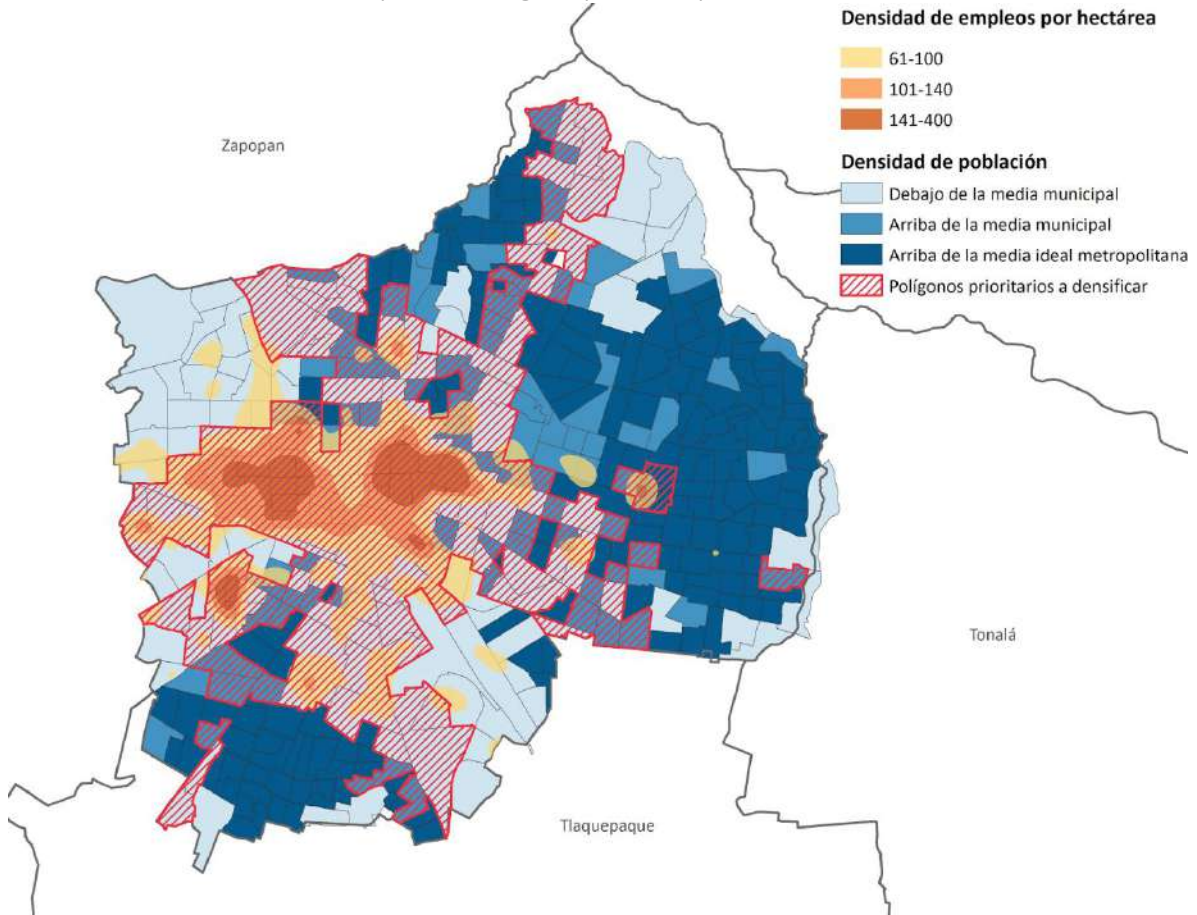 Densidad de empleos por hectárea
61-100
101-140
141-400
Densidad de población
Debajo de la media municipal
Arriba de la media municipal
Arriba de la media ideal metropolitana
Polígonos prioritarios a densificar
Zapopan
Tonalá
Tlaquepaque